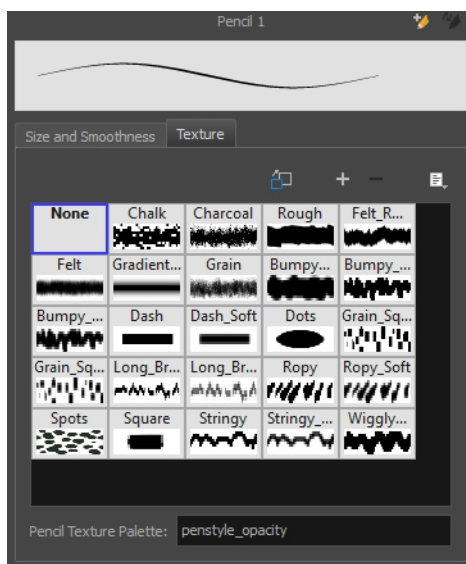 Pencil 1
Size and Smoothness Texture
None Chalk Charcoal Rough Felt_R...
Felt Gradient... Grain Bumpy... Bumpy_...
Bumpy_... Dash Dash_Soft Dots Grain_Sq...
Grain_Sq... Long_Br... Long_Br... Ropy Ropy_Soft
Spots Square Stringy Stringy_... Wiggly...
Pencil Texture Palette: penstyle_opacity